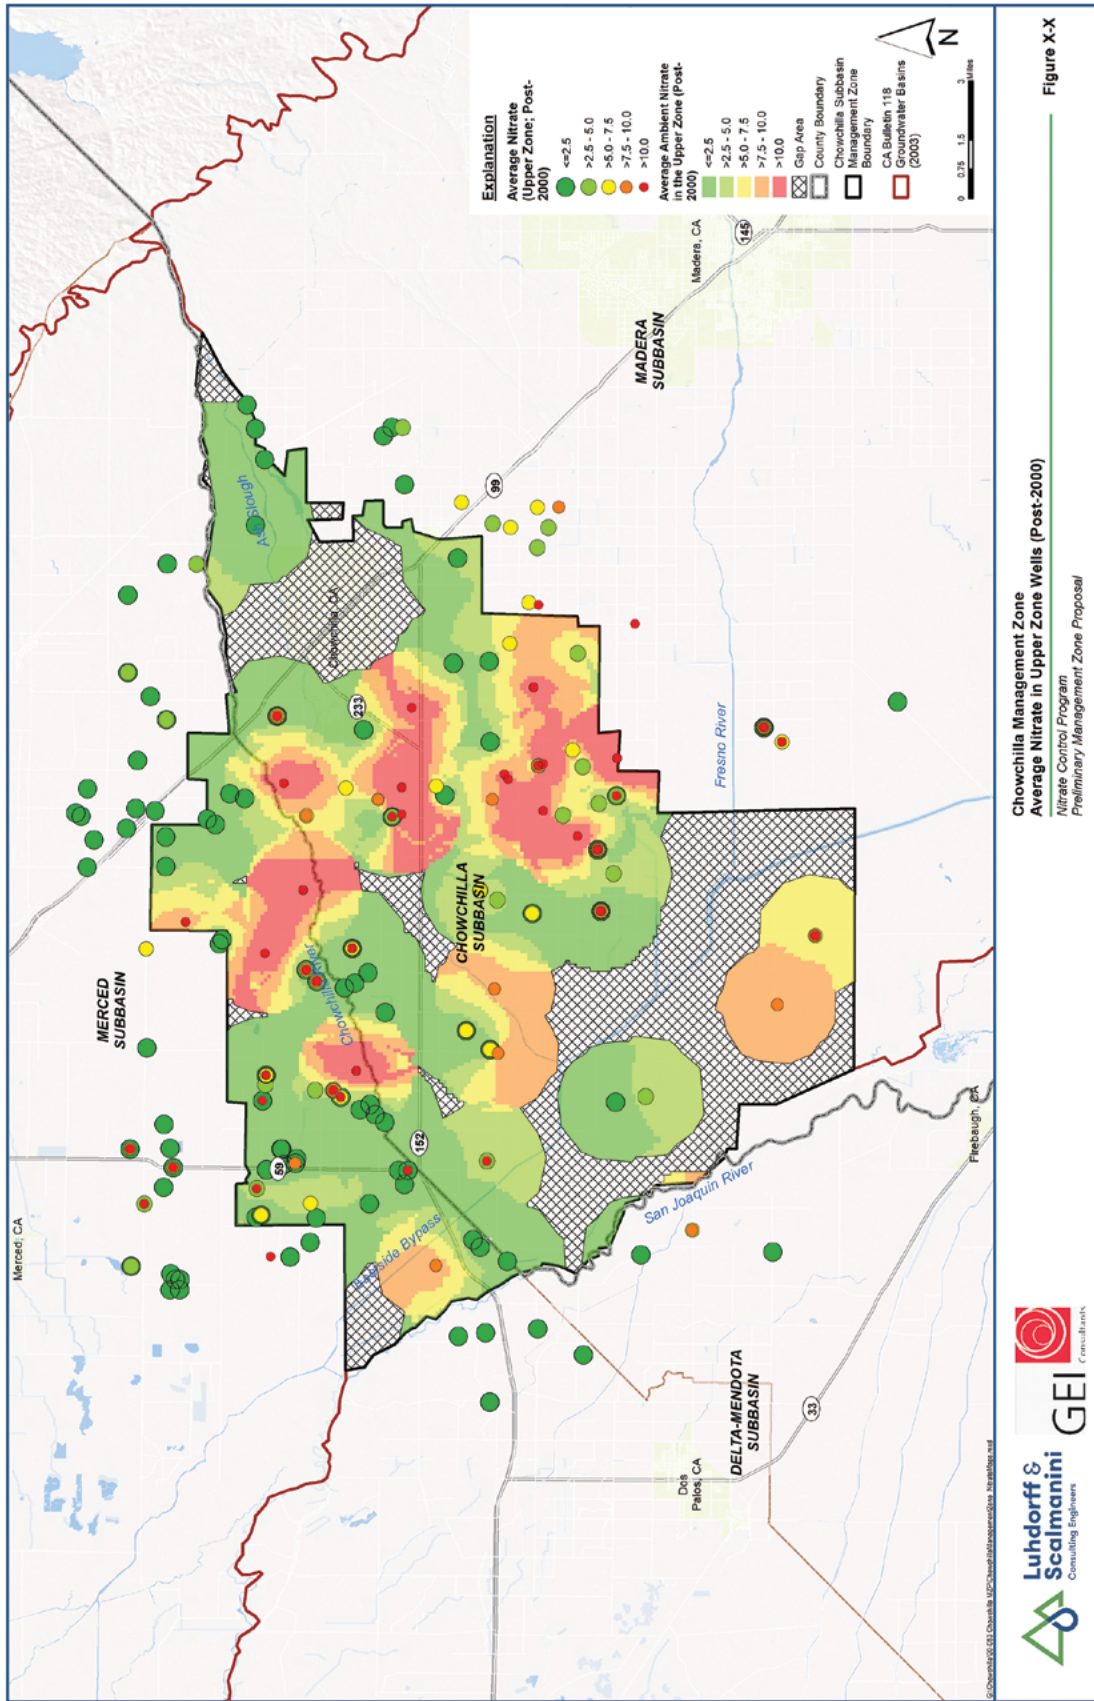 Explanation
Average Nitrate
(Upper Zone; Post-
2000)
<=2.5
>2.5 - 5.0
>5.0 - 7.5
>7.5 - 10.0
>10.0
Average Ambient Nitrate
in the Upper Zone (Post-
2000)
<=2.5
>2.5 - 5.0
>5.0 - 7.5
>7.5 - 10.0
>10.0
Gap Area
County Boundary
Chowchilla Subbasin
Management Zone
Boundary
CA Bulletin 118
Groundwater Basins
(2003)
0 0.75 1.5 3
Miles
N
Merced, CA
MERCED
SUBBASIN
Chowchilla River
Ash Slough
Chowchilla, CA
233
99
59
152
Eastside Bypass
CHOWCHILLA
SUBBASIN
MADERA
SUBBASIN
Madera, CA
145
Fresno River
San Joaquin River
Firebaugh, CA
DELTA-MENDOTA
SUBBASIN
Dos
Palos, CA
33
Luhdorff &
Scalmanini
Consulting Engineers
GEI
Consultants
Chowchilla Management Zone
Average Nitrate in Upper Zone Wells (Post-2000)
Nitrate Control Program
Preliminary Management Zone Proposal
Figure X-X